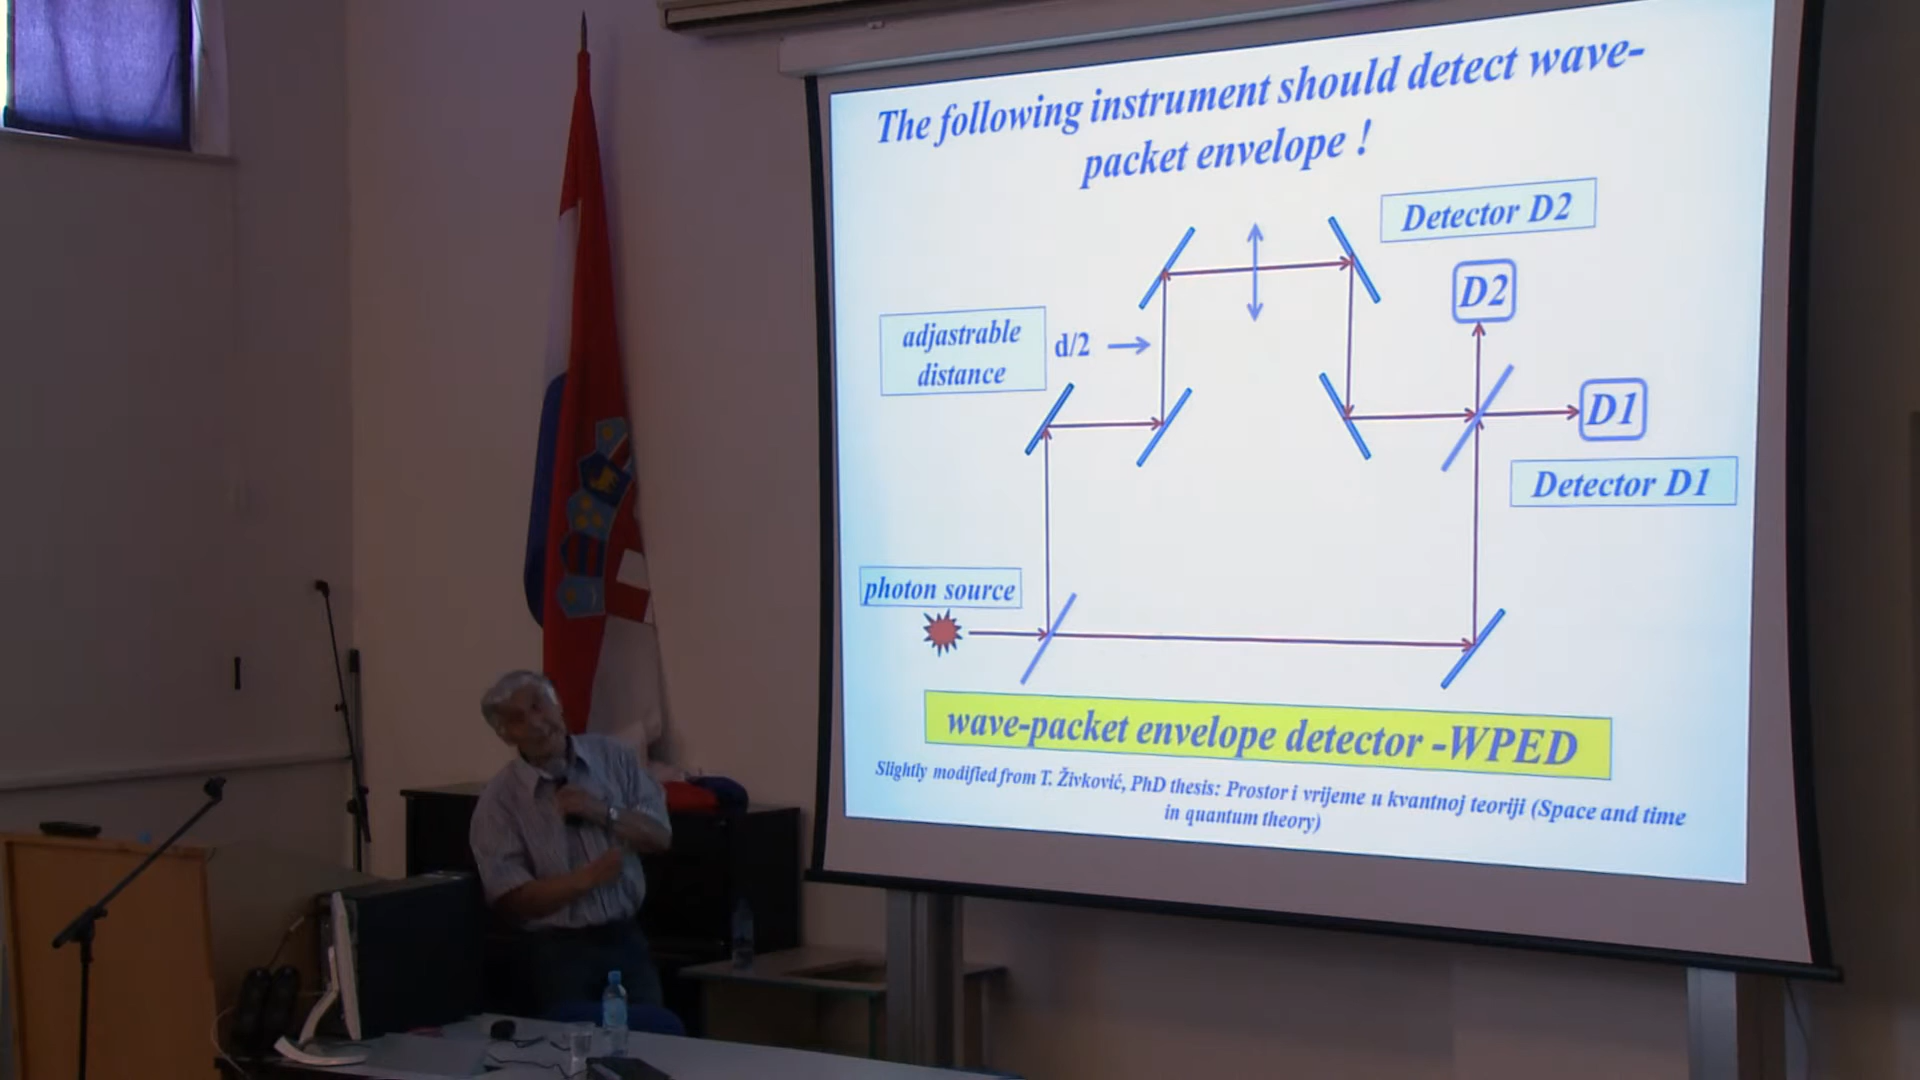 The following instrument should detect wave-
packet envelope !
Detector D2
D2
adjastrable
distance
d/2
D1
Detector D1
photon source
wave-packet envelope detector -WPED
Slightly modified from T. Živković, PhD thesis: Prostor i vrijeme u kvantnoj teoriji (Space and time
in quantum theory)